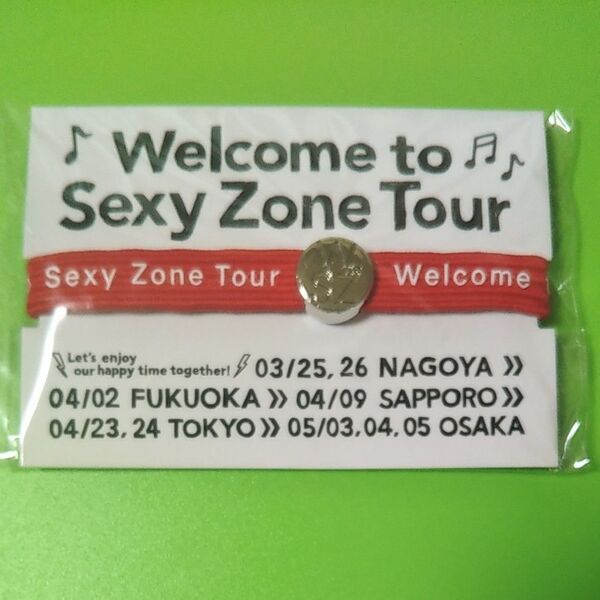 Welcome to
Sexy Zone Tour
Sexy Zone Tour Welcome
Let's enjoy
our happy time together!
03/25, 26 NAGOYA »
04/02 FUKUOKA » 04/09 SAPPORO »
04/23, 24 TOKYO » 05/03, 04, 05 OSAKA